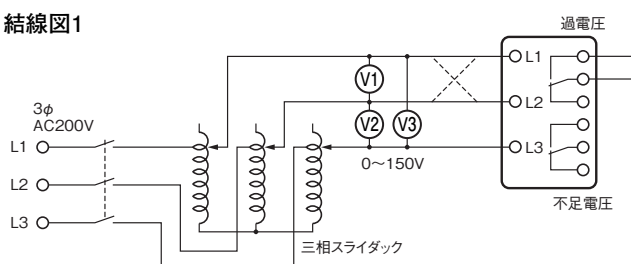 結線図1
過電圧
L1
V1
3φ
AC200V
L2
V2
V3
L1
L3
0〜150V
L2
不足電圧
L3
三相スライダック